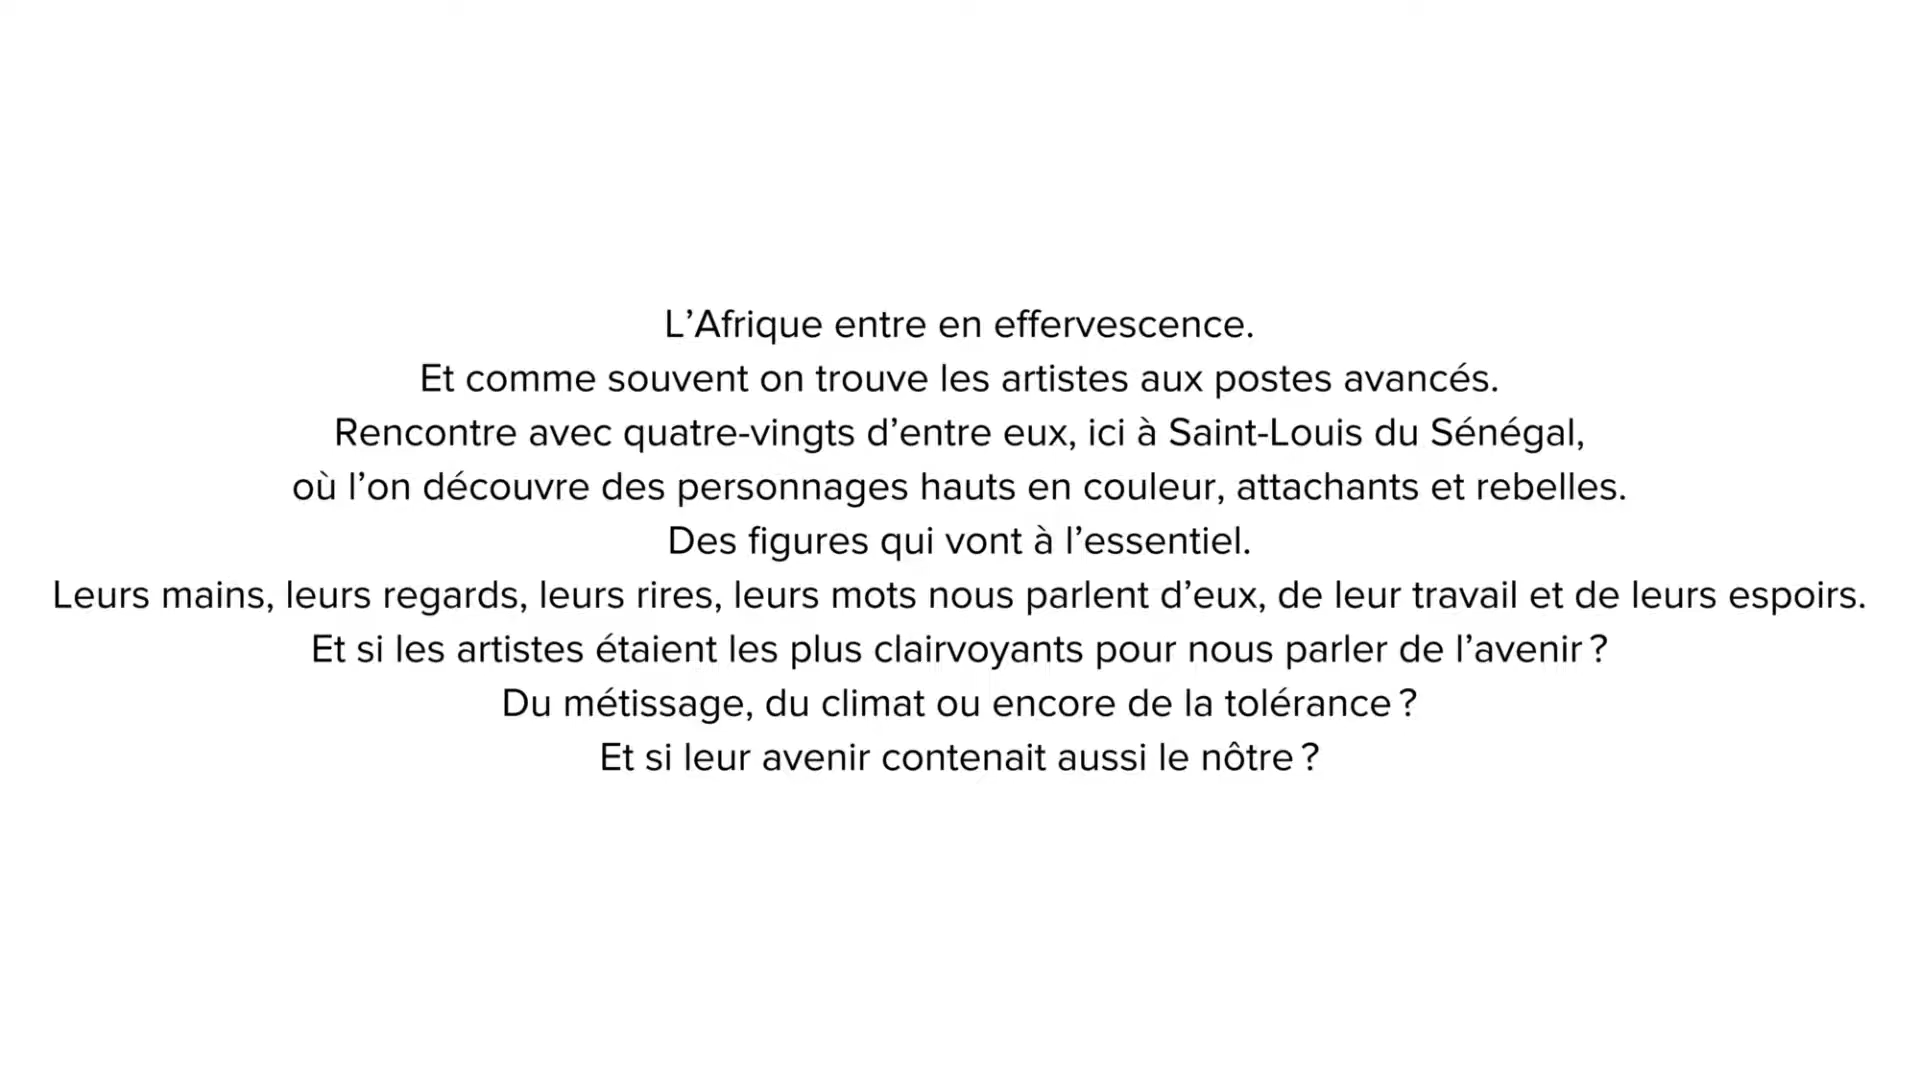 L’Afrique entre en effervescence.
Et comme souvent on trouve les artistes aux postes avancés.
Rencontre avec quatre-vingts d’entre eux, ici à Saint-Louis du Sénégal,
où l’on découvre des personnages hauts en couleur, attachants et rebelles.
Des figures qui vont à l’essentiel.
Leurs mains, leurs regards, leurs rires, leurs mots nous parlent d’eux, de leur travail et de leurs espoirs.
Et si les artistes étaient les plus clairvoyants pour nous parler de l’avenir ?
Du métissage, du climat ou encore de la tolérance ?
Et si leur avenir contenait aussi le nôtre ?